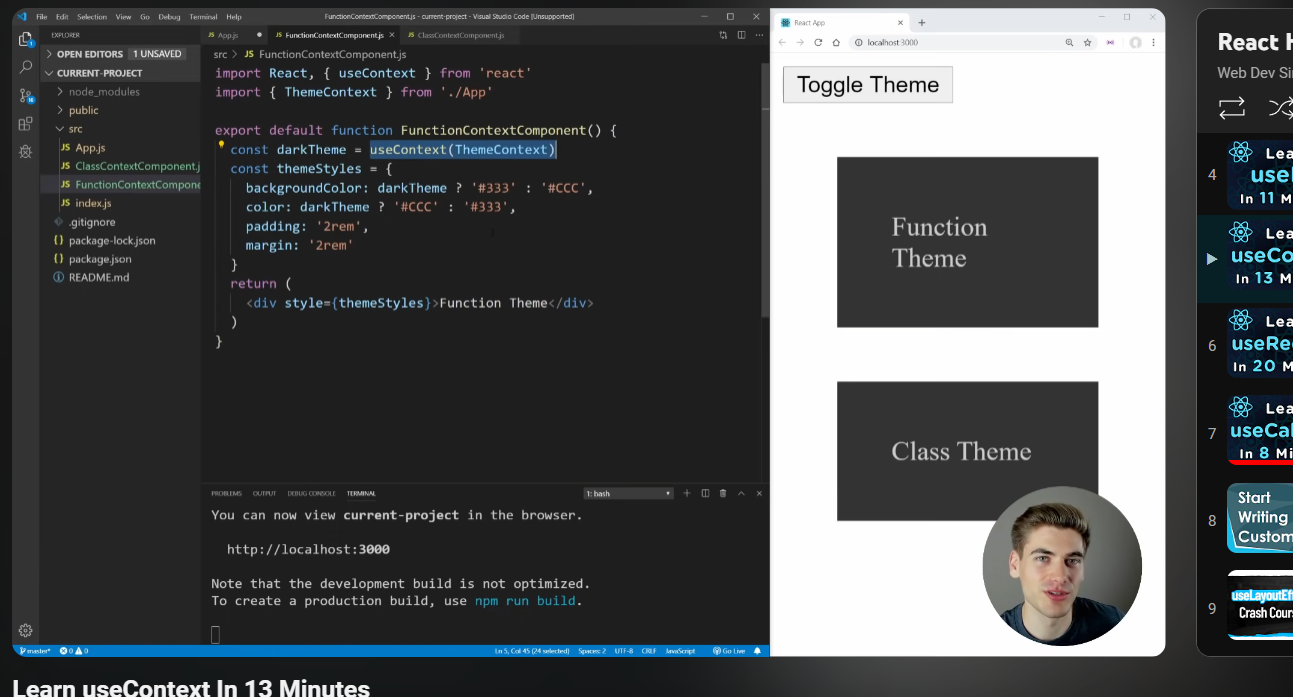 File Edit Selection View Go Debug Terminal Help
FunctionContextComponent.js - current-project - Visual Studio Code [Unsupported]
EXPLORER
OPEN EDITORS 1 UNSAVED
CURRENT-PROJECT
node_modules
public
src
JS App.js
JS ClassContextComponent.j
JS FunctionContextCompone
JS index.js
.gitignore
{} package-lock.json
{} package.json
README.md
JS App.js
JS FunctionContextComponent.js
JS ClassContextComponent.js
src > JS FunctionContextComponent.js
import React, { useContext } from 'react'
import { ThemeContext } from './App'
export default function FunctionContextComponent() {
const darkTheme = useContext(ThemeContext)
const themeStyles = {
backgroundColor: darkTheme ? '#333' : '#CCC',
color: darkTheme ? '#CCC' : '#333',
padding: '2rem',
margin: '2rem'
}
return (
<div style={themeStyles}>Function Theme</div>
)
}
PROBLEMS OUTPUT DEBUG CONSOLE TERMINAL
1: bash
You can now view current-project in the browser.
http://localhost:3000
Note that the development build is not optimized.
To create a production build, use npm run build.
master* 0 0
Ln 5, Col 45 (24 selected) Spaces: 2 UTF-8 CRLF JavaScript Go Live
React App
localhost:3000
Toggle Theme
Function
Theme
Class Theme
React H
Web Dev Si
4
Lea
useE
In 11 M
Lea
useCo
In 13 M
6
Lea
useRe
In 20 M
7
Lea
useCal
In 8 Mi
8
Start
Writing
Custom
9
useLayoutEff
Crash Cours
Learn useContext In 13 Minutes